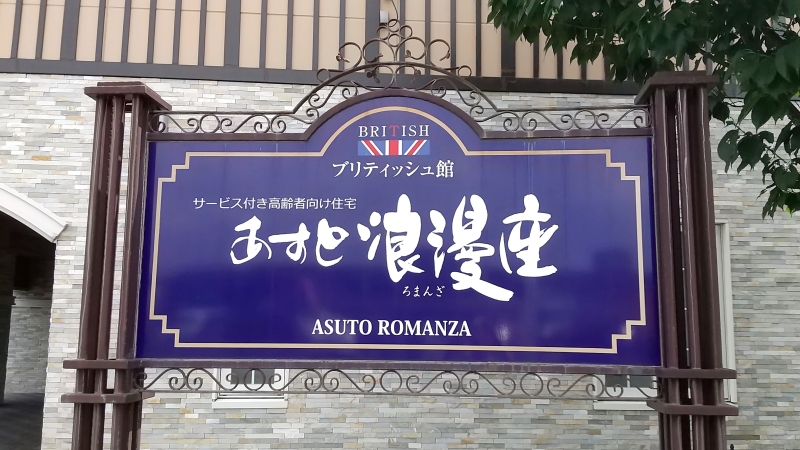 BRITISH
ブリティッシュ館
サービス付き高齢者向け住宅
あすと浪漫座
ろまんざ
ASUTO ROMANZA